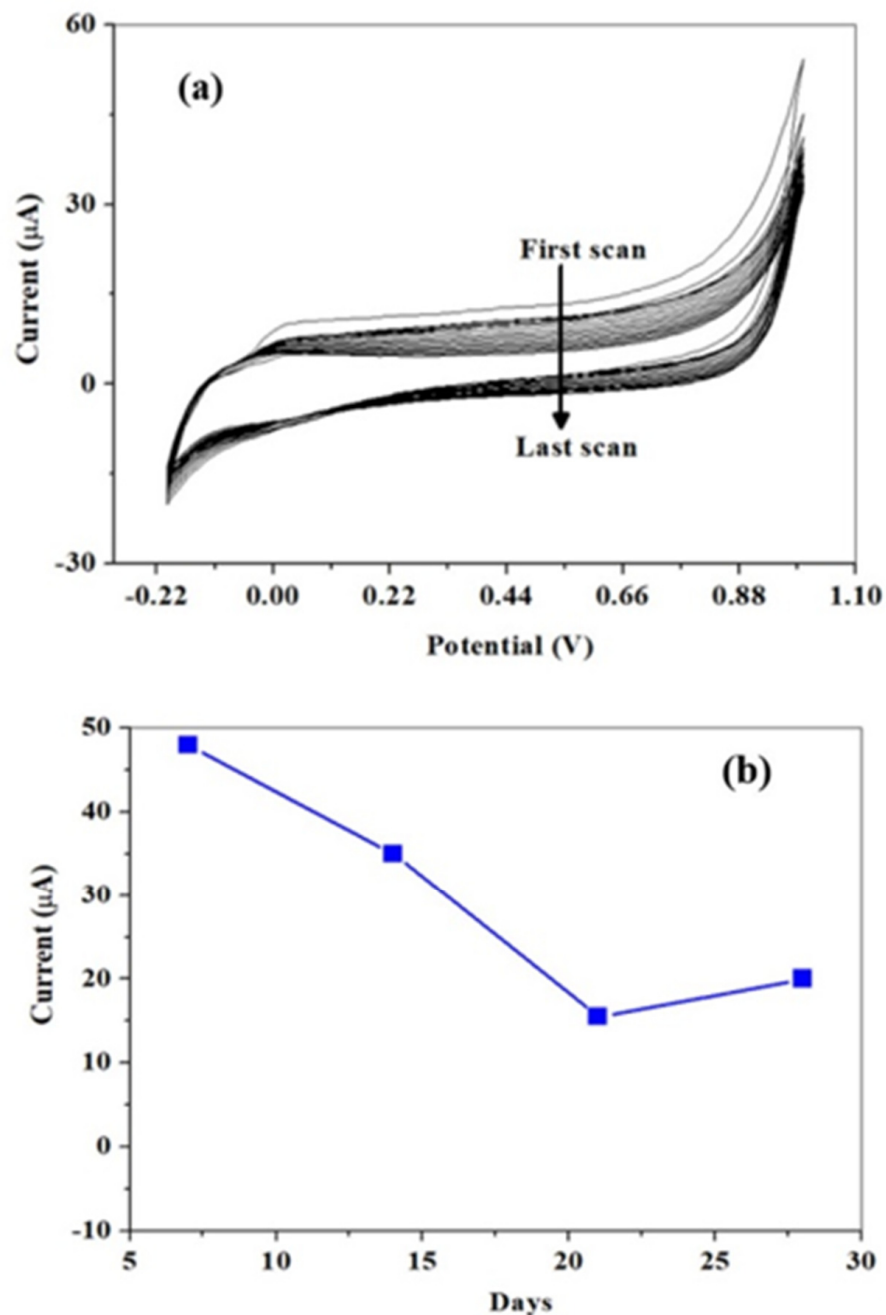 60
(a)
30
First scan
Current (μA)
0
Last scan
-30
-0.22 0.00 0.22 0.44 0.66 0.88 1.10
Potential (V)
50
(b)
40
30
Current (μA)
20
10
0
-10
5 10 15 20 25 30
Days